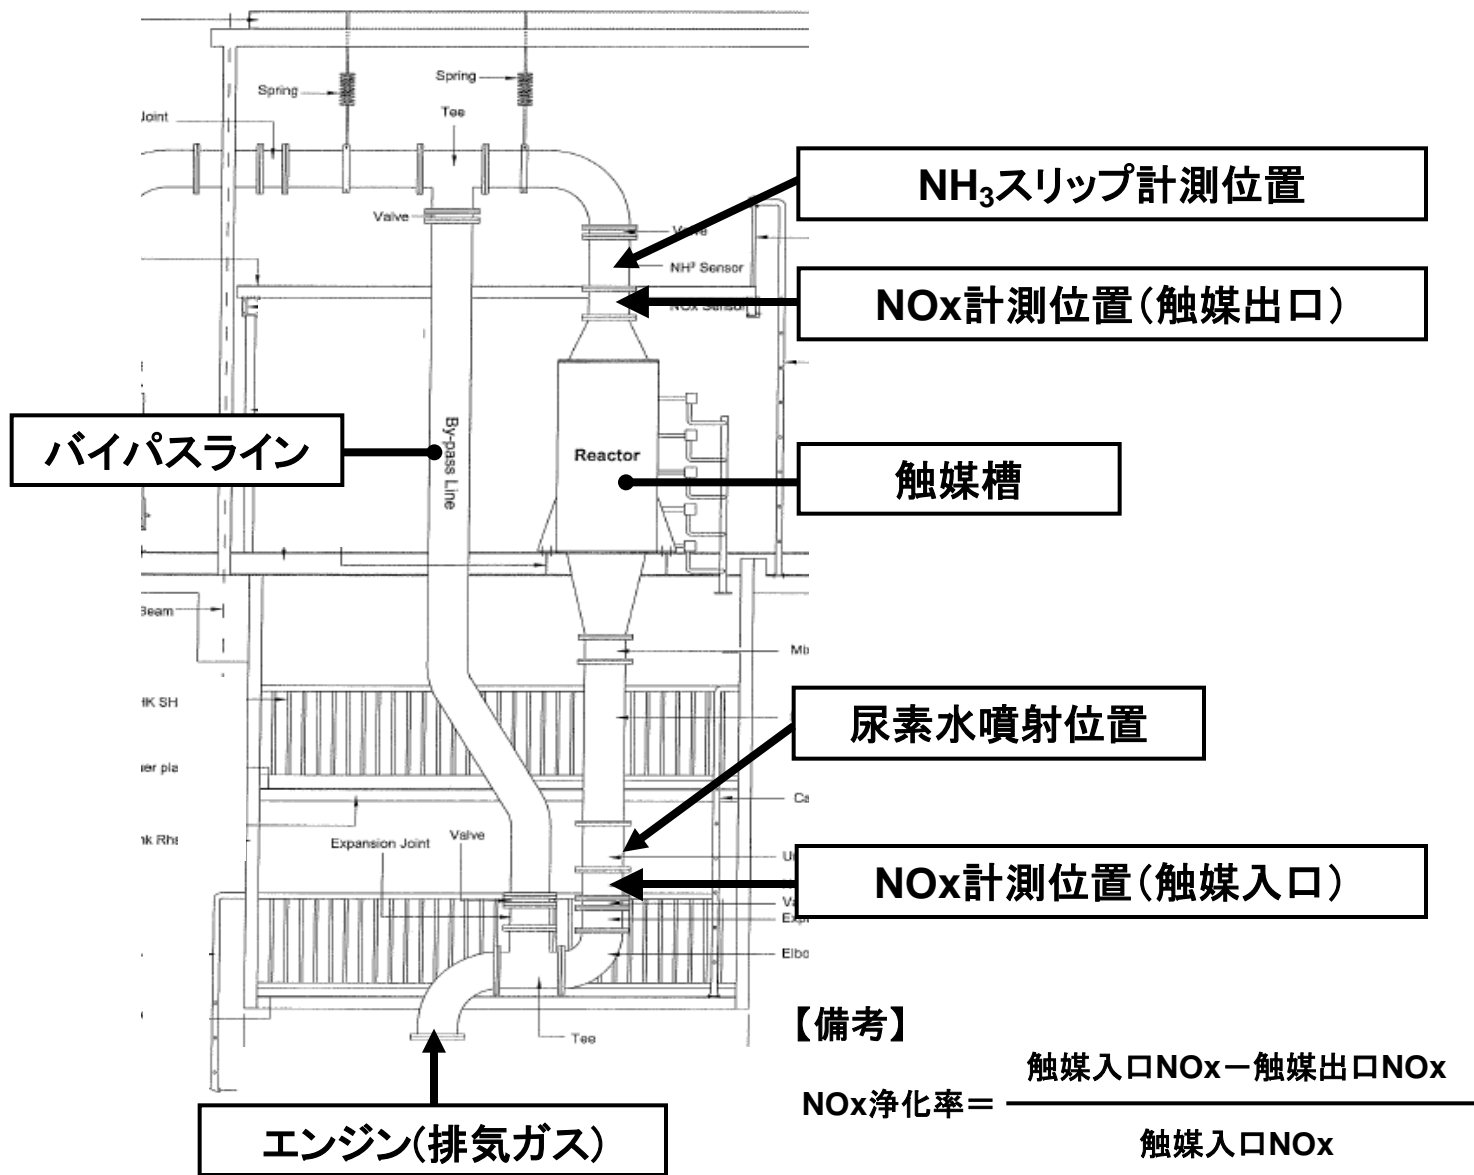 Spring
Spring
Tee
Joint
NH₃スリップ計測位置
Valve
Valve
NH³ Sensor
NOx計測位置（触媒出口）
NOx Sensor
バイパスライン
By-pass Line
Reactor
触媒槽
Beam
尿素水噴射位置
Expansion Joint
Valve
NOx計測位置（触媒入口）
Tee
エンジン(排気ガス)
【備考】
触媒入口NOx－触媒出口NOx
NOx浄化率＝
触媒入口NOx